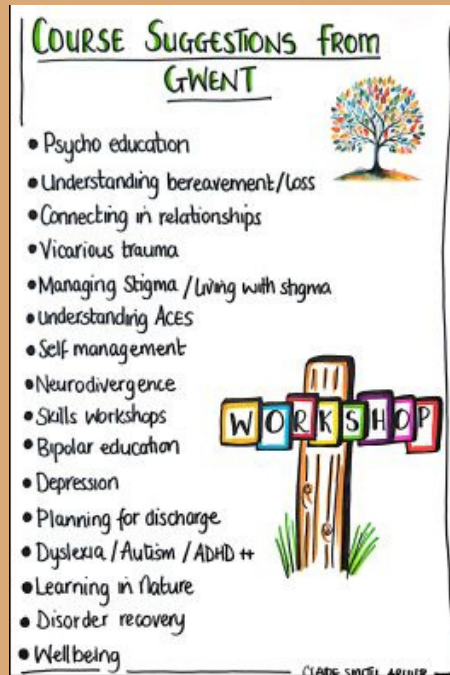 COURSE SUGGESTIONS FROM
GWENT
• Psycho education
• Understanding bereavement/loss
• Connecting in relationships
• Vicarious trauma
• Managing Stigma / Living with stigma
• Understanding ACES
• Self management
• Neurodivergence
• Skills workshops
• Bipolar education
• Depression
• Planning for discharge
• Dyslexia / Autism / ADHD ++
• Learning in Nature
• Disorder recovery
• Wellbeing
WORKSHOP